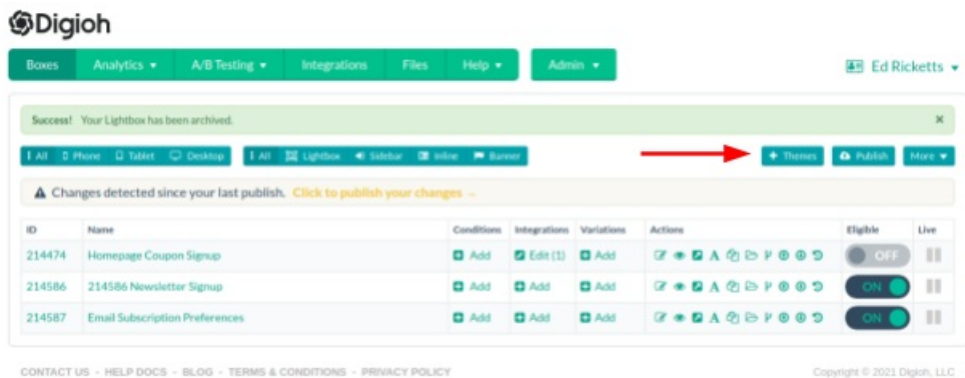 Digioh
Boxes Analytics A/B Testing Integrations Files Help Admin Ed Ricketts
Success! Your Lightbox has been archived. ×
All Phone Tablet Desktop All Lightbox Sidebar Inline Banner + Themes Publish More
Changes detected since your last publish. Click to publish your changes →
ID Name Conditions Integrations Variations Actions Eligible Live
214474 Homepage Coupon Signup Add Edit (1) Add OFF
214586 214586 Newsletter Signup Add Add Add ON
214587 Email Subscription Preferences Add Add Add ON
CONTACT US - HELP DOCS - BLOG - TERMS & CONDITIONS - PRIVACY POLICY Copyright © 2021 Digioh, LLC